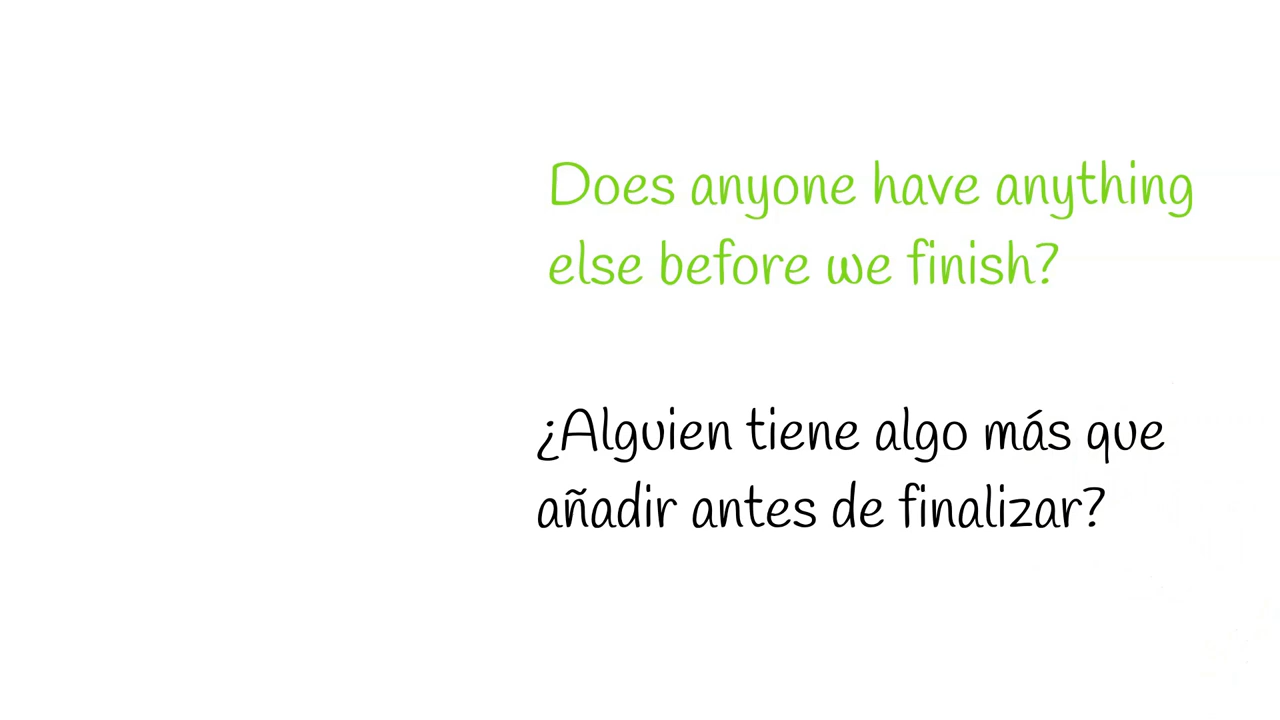 Does anyone have anything
else before we finish?
¿Alguien tiene algo más que
añadir antes de finalizar?